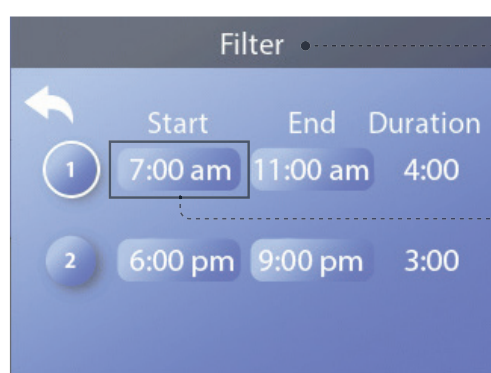 Filter
Start End Duration
1 7:00 am 11:00 am 4:00
2 6:00 pm 9:00 pm 3:00